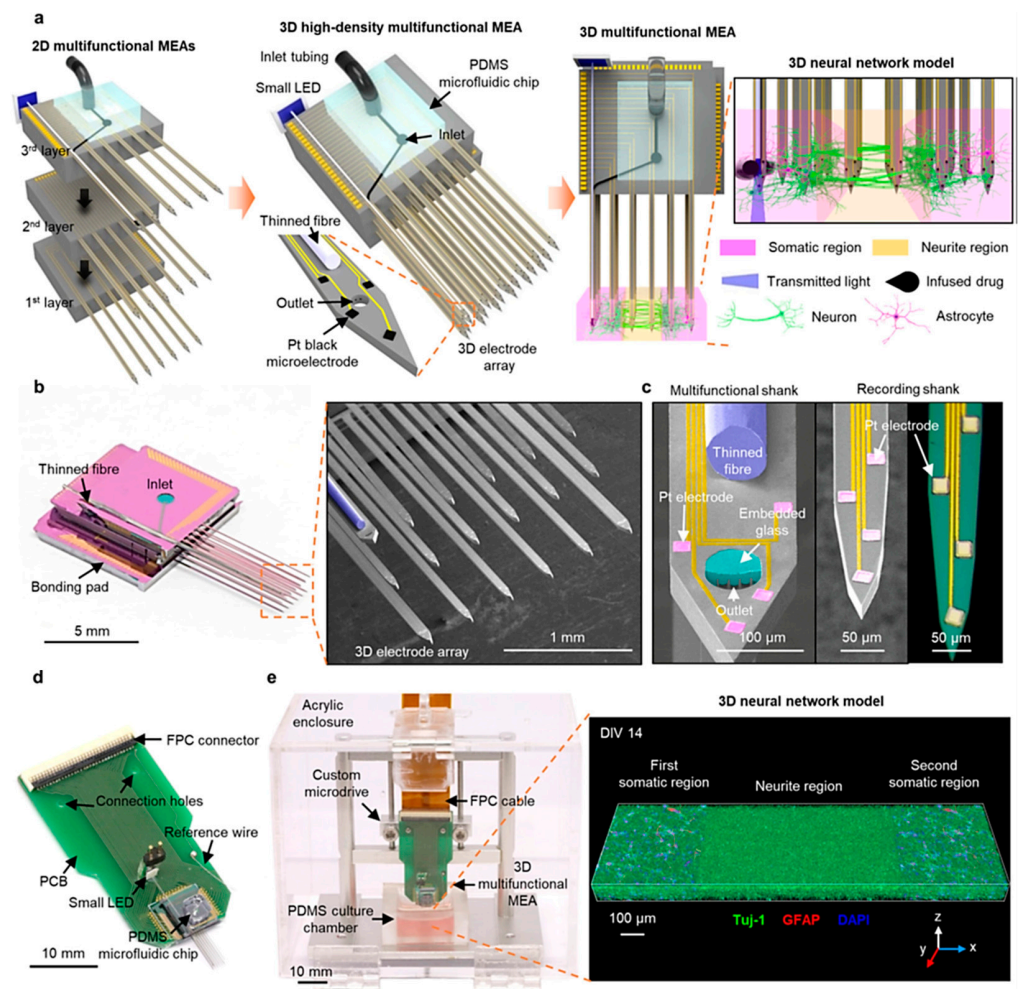 a
2D multifunctional MEAs
3rd layer
2nd layer
1st layer
3D high-density multifunctional MEA
Inlet tubing
Small LED
PDMS
microfluidic chip
Inlet
Thinned fibre
Outlet
Pt black
microelectrode
3D electrode
array
3D multifunctional MEA
3D neural network model
Somatic region
Neurite region
Transmitted light
Infused drug
Neuron
Astrocyte
b
Thinned fibre
Inlet
Bonding pad
5 mm
3D electrode array
1 mm
c
Multifunctional shank
Recording shank
Thinned
fibre
Pt electrode
Embedded
glass
Outlet
100 µm
Pt electrode
50 µm
50 µm
d
FPC connector
Connection holes
Reference wire
PCB
Small LED
PDMS
microfluidic chip
10 mm
e
Acrylic
enclosure
Custom
microdrive
FPC cable
3D
multifunctional
MEA
PDMS culture
chamber
10 mm
3D neural network model
DIV 14
First
somatic region
Neurite region
Second
somatic region
100 µm
Tuj-1 GFAP DAPI
z
y
x